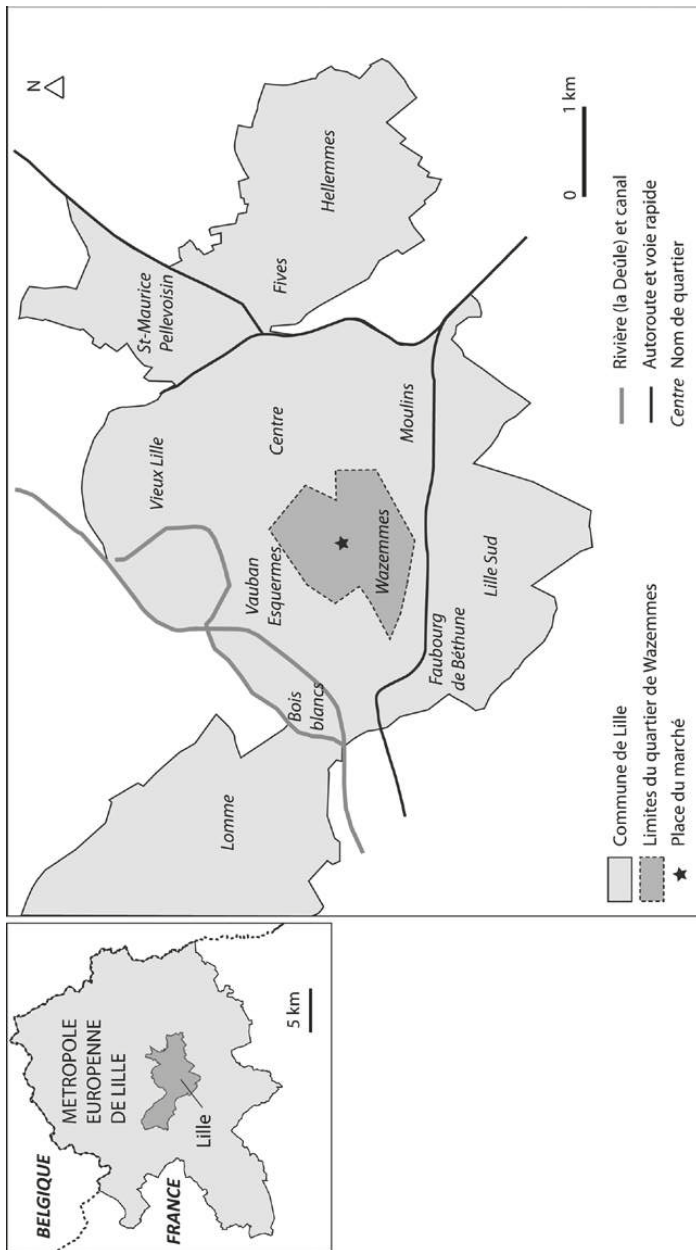 BELGIQUE
FRANCE
METROPOLE
EUROPENNE
DE LILLE
Lille
5 km
N
Lomme
Bois
blancs
Vauban
Esquermes
Vieux Lille
St-Maurice
Pellevoisin
Centre
Fives
Hellemmes
Wazemmes
Moulins
Faubourg
de Béthune
Lille Sud
0 1 km
Commune de Lille
Limites du quartier de Wazemmes
Place du marché
Rivière (la Deûle) et canal
Autoroute et voie rapide
Centre Nom de quartier